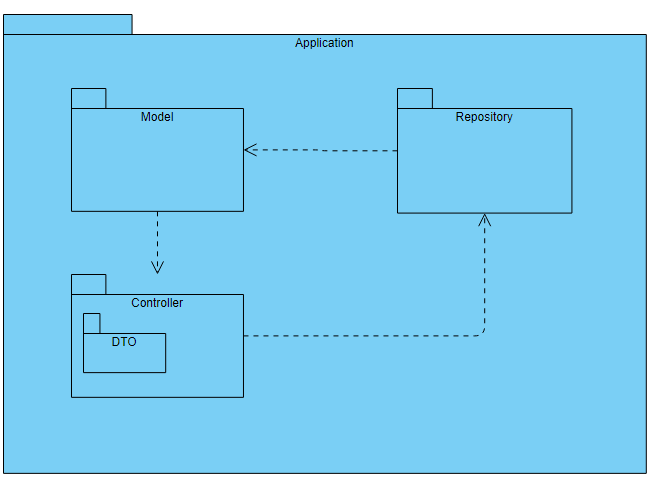 Application
Model
Repository
Controller
DTO